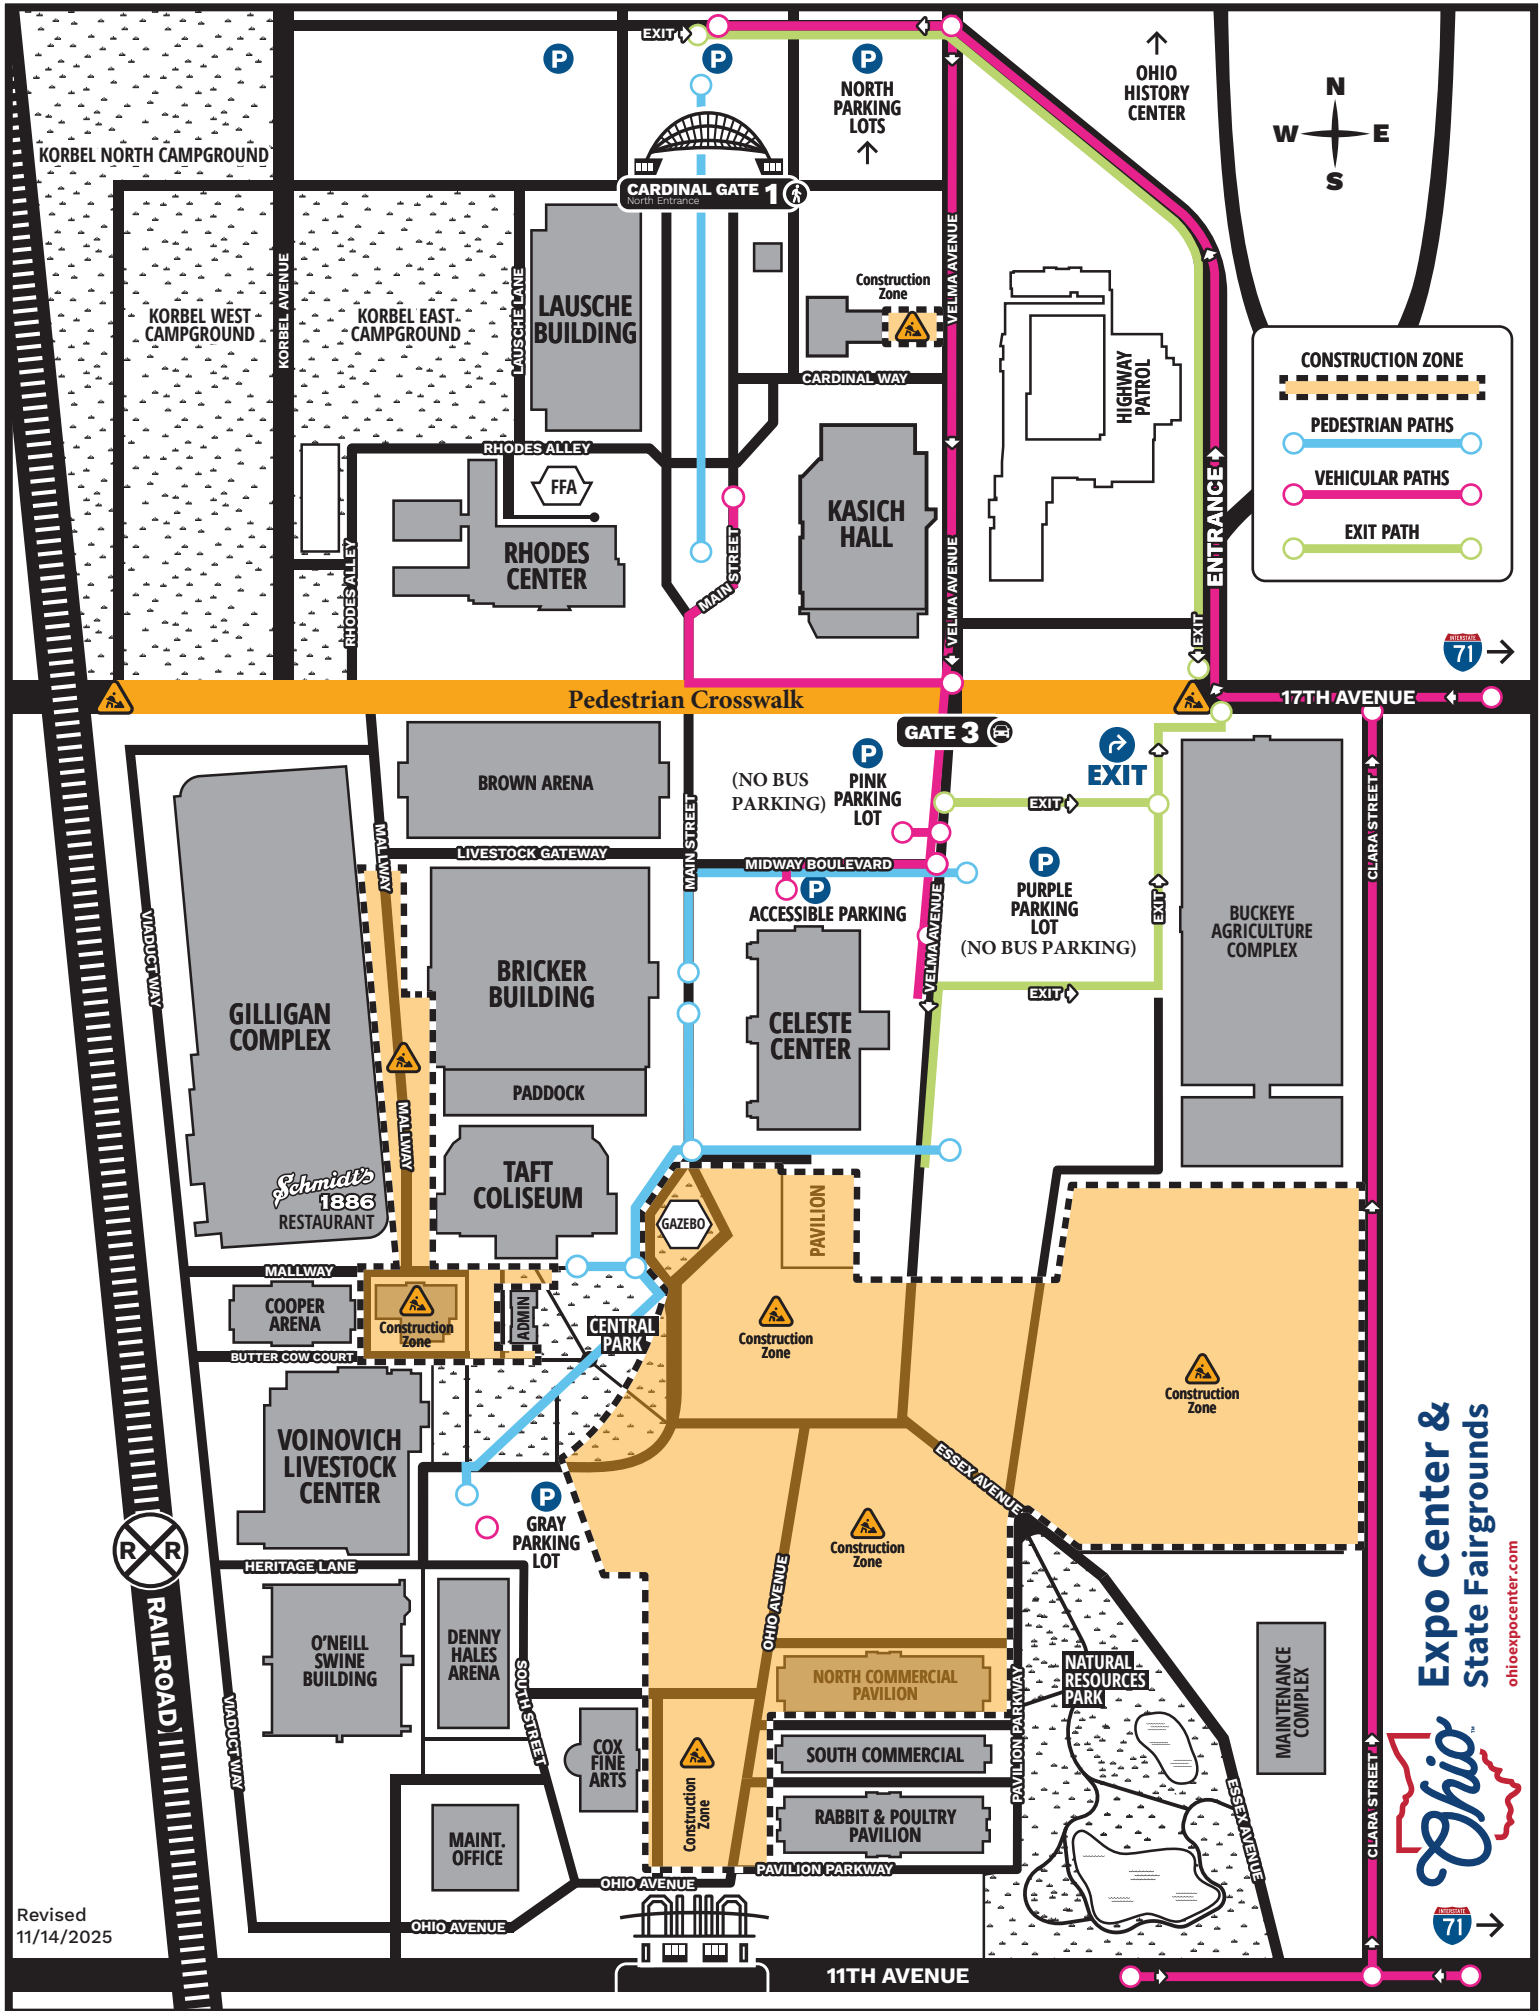 EXIT
P
P
P
NORTH
PARKING
LOTS
OHIO
HISTORY
CENTER
N
W E
S
KORBEL NORTH CAMPGROUND
CARDINAL GATE 1
North Entrance
KORBEL WEST
CAMPGROUND
KORBEL AVENUE
KORBEL EAST
CAMPGROUND
LAUSCHE LANE
LAUSCHE
BUILDING
Construction
Zone
VELMA AVENUE
HIGHWAY
PATROL
CARDINAL WAY
CONSTRUCTION ZONE
PEDESTRIAN PATHS
VEHICULAR PATHS
EXIT PATH
RHODES ALLEY
FFA
RHODES
CENTER
RHODES ALLEY
MAIN STREET
KASICH
HALL
VELMA AVENUE
ENTRANCE
EXIT
INTERSTATE
71
Pedestrian Crosswalk
17TH AVENUE
GATE 3
BROWN ARENA
(NO BUS
PARKING)
P
PINK
PARKING
LOT
EXIT
EXIT
MALLWAY
LIVESTOCK GATEWAY
MAIN STREET
MIDWAY BOULEVARD
P
ACCESSIBLE PARKING
P
PURPLE
PARKING
LOT
(NO BUS PARKING)
EXIT
EXIT
VELMA AVENUE
CLARA STREET
BUCKEYE
AGRICULTURE
COMPLEX
VIADUCT WAY
GILLIGAN
COMPLEX
BRICKER
BUILDING
PADDOCK
CELESTE
CENTER
MALLWAY
Schmidt's
1886
RESTAURANT
TAFT
COLISEUM
GAZEBO
PAVILION
MALLWAY
COOPER
ARENA
Construction
Zone
ADMIN
BUTTER COW COURT
CENTRAL
PARK
Construction
Zone
Construction
Zone
VOINOVICH
LIVESTOCK
CENTER
P
GRAY
PARKING
LOT
ESSEX AVENUE
Construction
Zone
R R
RAILROAD
HERITAGE LANE
O'NEILL
SWINE
BUILDING
DENNY
HALES
ARENA
SOUTH STREET
OHIO AVENUE
NORTH COMMERCIAL
PAVILION
NATURAL
RESOURCES
PARK
MAINTENANCE
COMPLEX
Expo Center &
State Fairgrounds
ohioexpocenter.com
VIADUCT WAY
COX
FINE
ARTS
Construction
Zone
SOUTH COMMERCIAL
PAVILION PARKWAY
RABBIT & POULTRY
PAVILION
MAINT.
OFFICE
PAVILION PARKWAY
ESSEX AVENUE
CLARA STREET
Ohio
TM
OHIO AVENUE
OHIO AVENUE
INTERSTATE
71
Revised
11/14/2025
11TH AVENUE